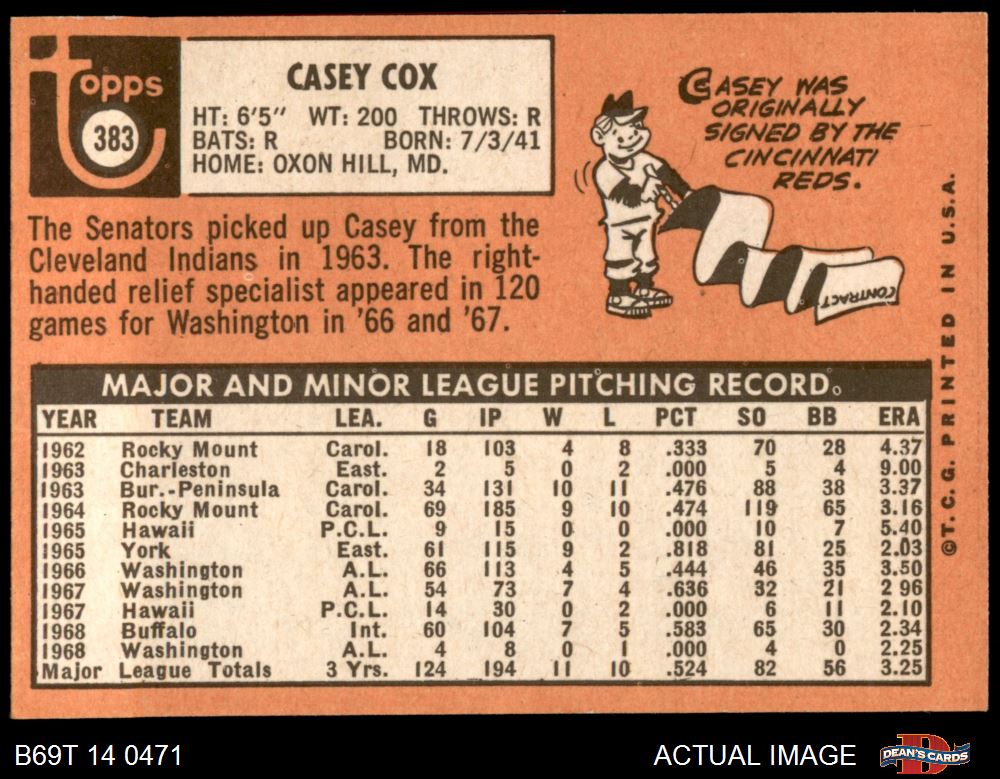 topps
383
CASEY COX
HT: 6'5" WT: 200 THROWS: R
BATS: R BORN: 7/3/41
HOME: OXON HILL, MD.
CASEY WAS
ORIGINALLY
SIGNED BY THE
CINCINNATI
REDS.
CONTRACT
The Senators picked up Casey from the
Cleveland Indians in 1963. The right-
handed relief specialist appeared in 120
games for Washington in '66 and '67.
MAJOR AND MINOR LEAGUE PITCHING RECORD
YEAR TEAM LEA. G IP W L PCT SO BB ERA
1962 Rocky Mount Carol. 18 103 4 8 .333 70 28 4.37
1963 Charleston East. 2 5 0 2 .000 5 4 9.00
1963 Bur.-Peninsula Carol. 34 131 10 11 .476 88 38 3.37
1964 Rocky Mount Carol. 69 185 9 10 .474 119 65 3.16
1965 Hawaii P.C.L. 9 15 0 0 .000 10 7 5.40
1965 York East. 61 115 9 2 .818 81 25 2.03
1966 Washington A.L. 66 113 4 5 .444 46 35 3.50
1967 Washington A.L. 54 73 7 4 .636 32 21 2 96
1967 Hawaii P.C.L. 14 30 0 2 .000 6 11 2.10
1968 Buffalo Int. 60 104 7 5 .583 65 30 2.34
1968 Washington A.L. 4 8 0 1 .000 4 0 2.25
Major League Totals 3 Yrs. 124 194 11 10 .524 82 56 3.25
©T.C.G. PRINTED IN U.S.A.
B69T 14 0471
ACTUAL IMAGE
D
DEAN'S CARDS